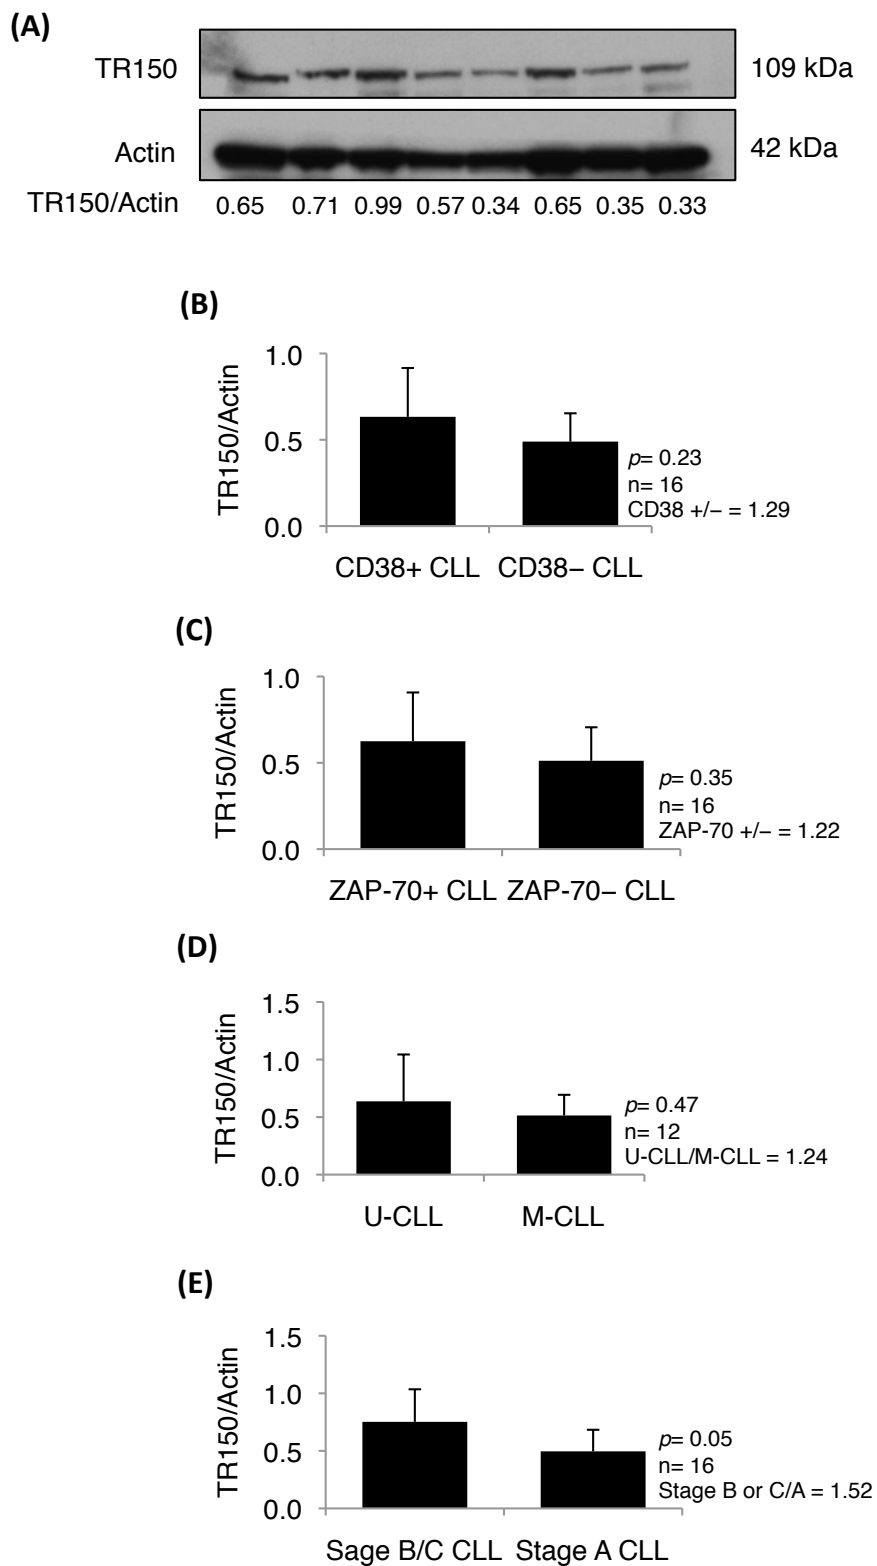 (A)
TR150 109 kDa
Actin 42 kDa
TR150/Actin 0.65 0.71 0.99 0.57 0.34 0.65 0.35 0.33
(B)
TR150/Actin
1.0
0.5
0.0
p= 0.23
n= 16
CD38 +/− = 1.29
CD38+ CLL CD38− CLL
(C)
TR150/Actin
1.0
0.5
0.0
p= 0.35
n= 16
ZAP-70 +/− = 1.22
ZAP-70+ CLL ZAP-70− CLL
(D)
TR150/Actin
1.5
1.0
0.5
0.0
p= 0.47
n= 12
U-CLL/M-CLL = 1.24
U-CLL M-CLL
(E)
TR150/Actin
1.5
1.0
0.5
0.0
p= 0.05
n= 16
Stage B or C/A = 1.52
Sage B/C CLL Stage A CLL